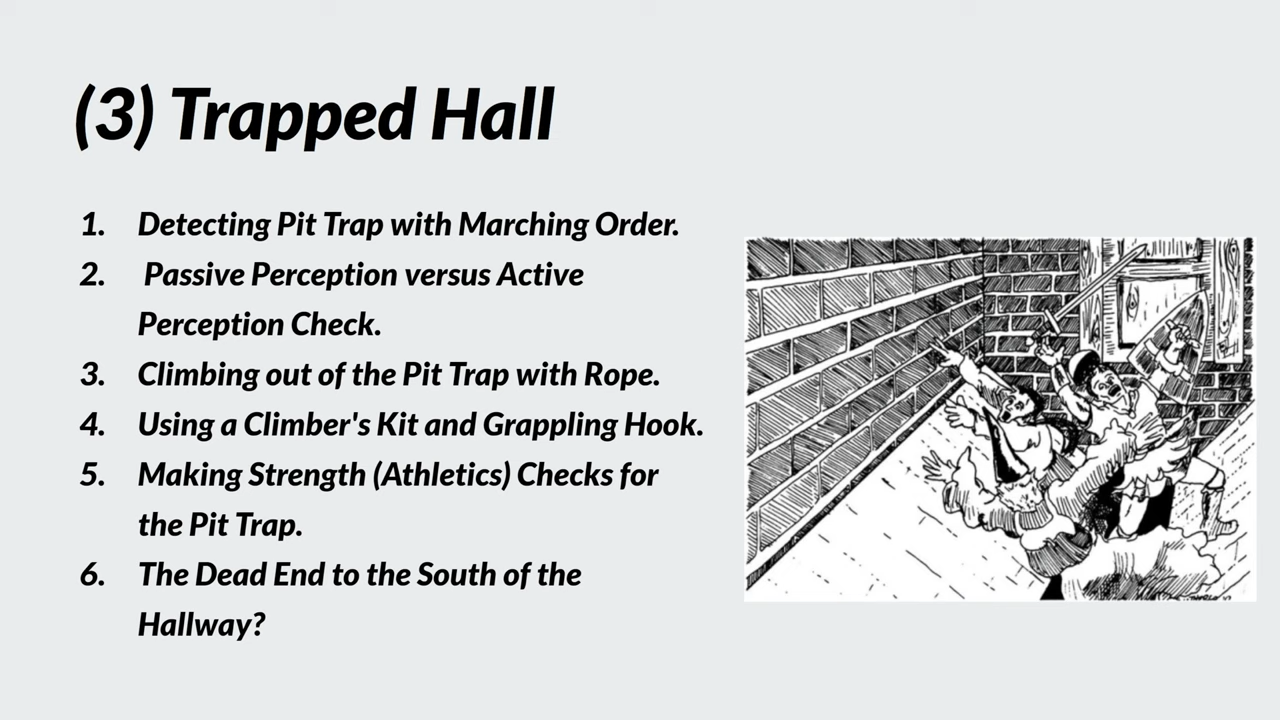 (3) Trapped Hall
1. Detecting Pit Trap with Marching Order.
2. Passive Perception versus Active
Perception Check.
3. Climbing out of the Pit Trap with Rope.
4. Using a Climber's Kit and Grappling Hook.
5. Making Strength (Athletics) Checks for
the Pit Trap.
6. The Dead End to the South of the
Hallway?